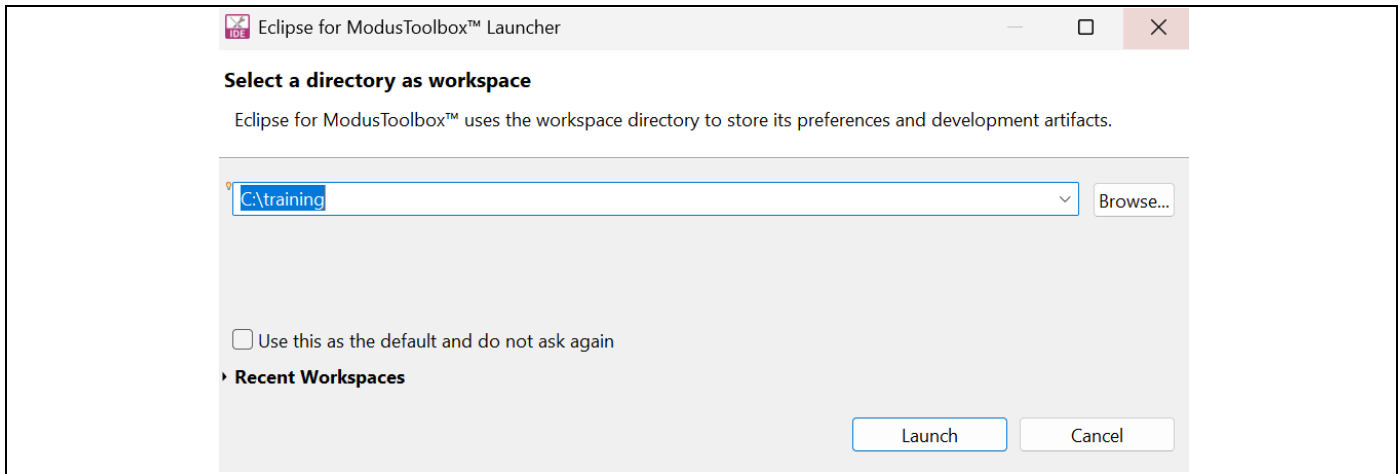 IDE
Eclipse for ModusToolbox™ Launcher
Select a directory as workspace
Eclipse for ModusToolbox™ uses the workspace directory to store its preferences and development artifacts.
C:\training
Browse...
Use this as the default and do not ask again
Recent Workspaces
Launch Cancel